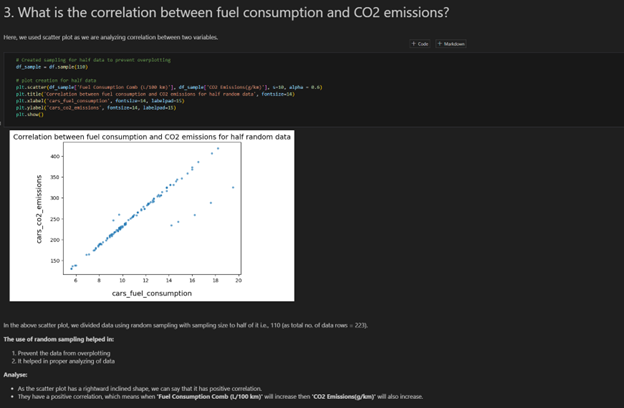 3. What is the correlation between fuel consumption and CO2 emissions?
Here, we used scatter plot as we are analyzing correlation between two variables.
+ Code + Markdown
# Created sampling for half data to prevent overplotting
df_sample = df.sample(110)
# plot creation for half data
plt.scatter(df_sample['Fuel Consumption Comb (L/100 km)'], df_sample['CO2 Emissions(g/km)'], s=10, alpha = 0.6)
plt.title('Correlation between fuel consumption and CO2 emissions for half random data', fontsize=14)
plt.xlabel('cars_fuel_consumption', fontsize=14, labelpad=15)
plt.ylabel('cars_co2_emissions', fontsize=14, labelpad=15)
plt.show()
Correlation between fuel consumption and CO2 emissions for half random data
cars_co2_emissions
400
350
300
250
200
150
6 8 10 12 14 16 18 20
cars_fuel_consumption
In the above scatter plot, we divided data using random sampling with sampling size to half of it i.e., 110 (as total no. of data rows = 223).
The use of random sampling helped in:
1. Prevent the data from overplotting
2. It helped in proper analyzing of data
Analyse:
• As the scatter plot has a rightward inclined shape, we can say that it has positive correlation.
• They have a positive correlation, which means when 'Fuel Consumption Comb (L/100 km)' will increase then 'CO2 Emissions(g/km)' will also increase.